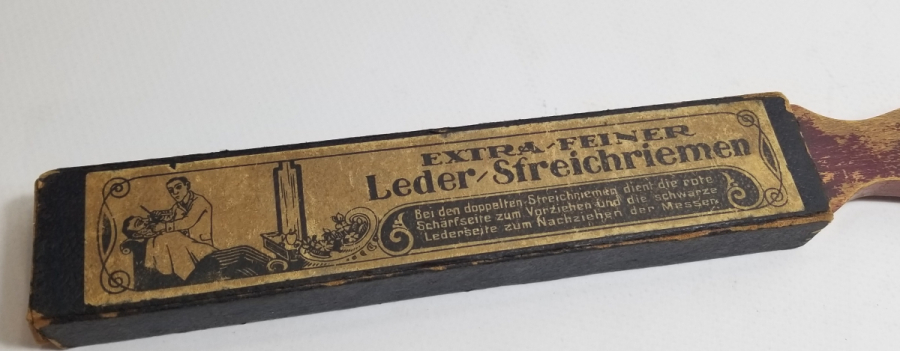 EXTRA-FEINER
Leder-Streichriemen
Bei den doppelten Streichriemen dient die rote
Schärfseite zum Vorziehen und die schwarze
Lederseite zum Nachziehen der Messer.